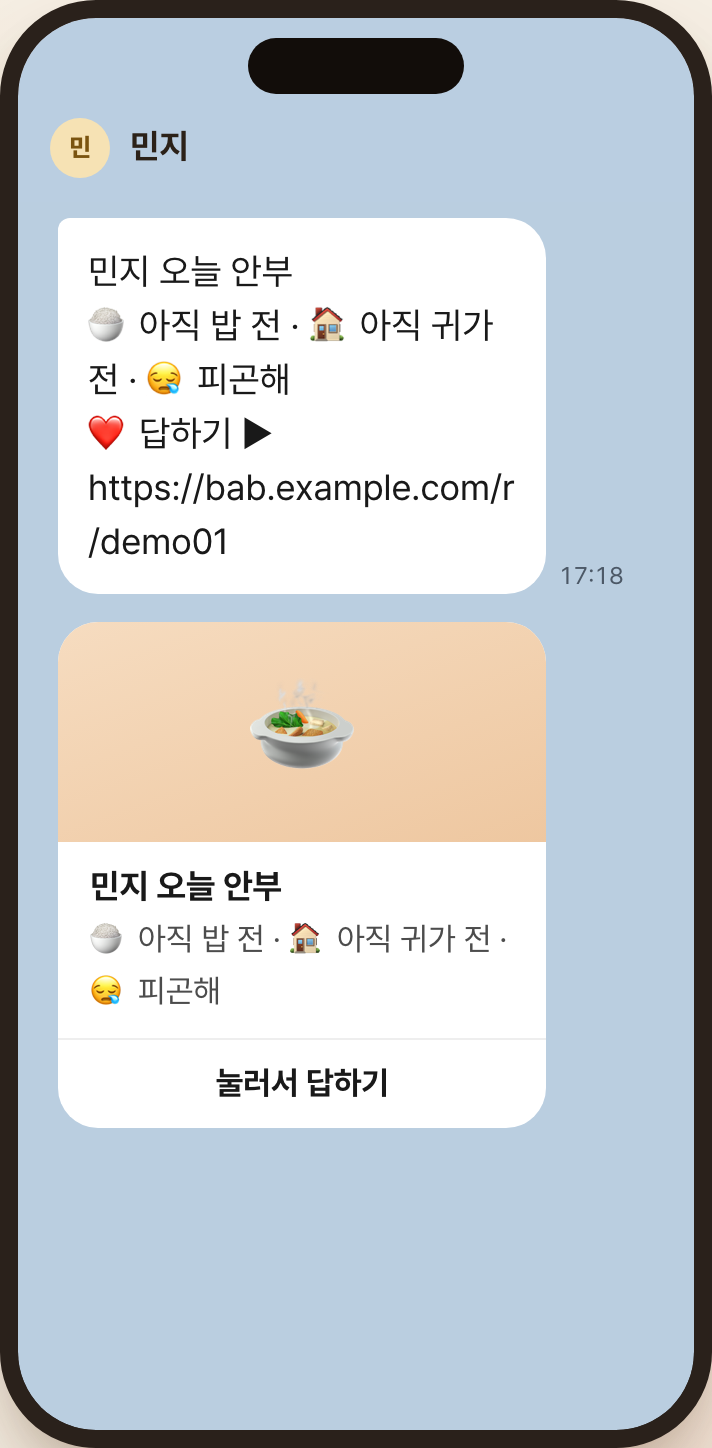 민
민지
민지 오늘 안부
🍚 아직 밥 전 · 🏠 아직 귀가
전 · 😪 피곤해
❤️ 답하기 ▶
https://bab.example.com/r
/demo01
17:18
민지 오늘 안부
🍚 아직 밥 전 · 🏠 아직 귀가 전 ·
😪 피곤해
눌러서 답하기